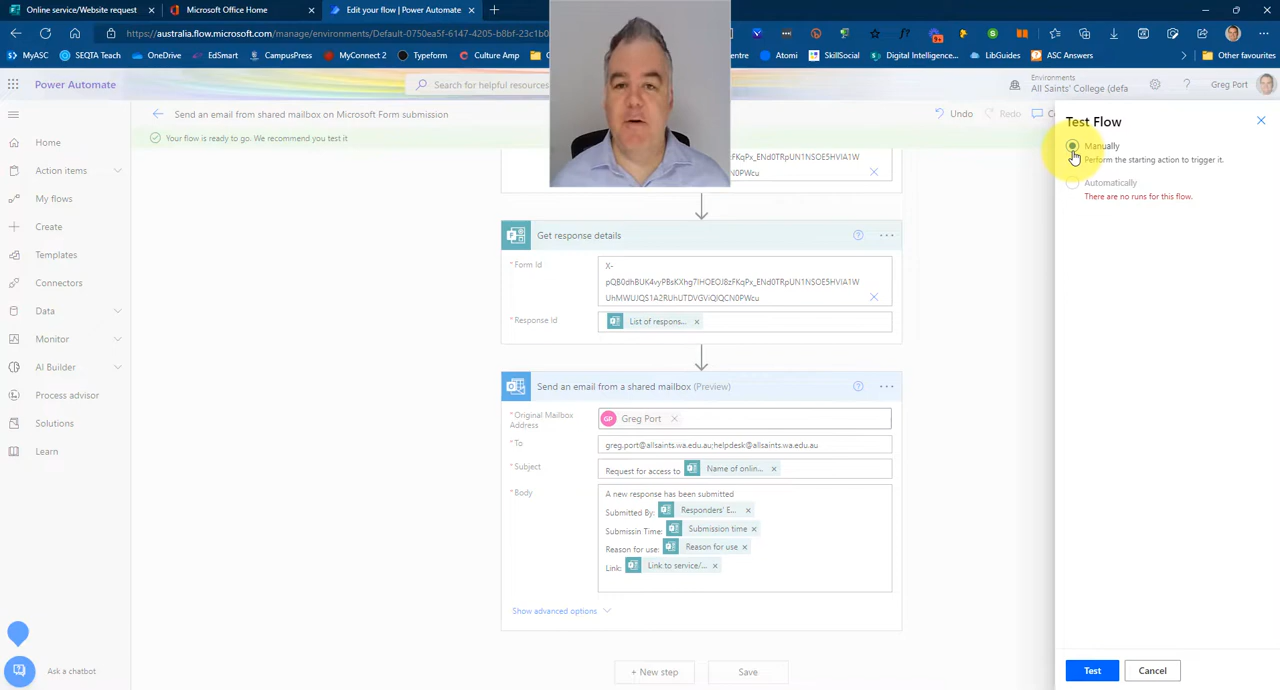 Online service/Website request
Microsoft Office Home
Edit your flow | Power Automate
https://australia.flow.microsoft.com/manage/environments/Default-0750ea5f-6147-4205-b8bf-23c1b0
MyASC
SEQTA Teach
OneDrive
EdSmart
CampusPress
MyConnect 2
Typeform
Culture Amp
Atomi
SkillSocial
Digital Intelligence...
LibGuides
ASC Answers
Other favourites
Power Automate
Search for helpful resources
Environments
All Saints' College (defa
Greg Port
Send an email from shared mailbox on Microsoft Form submission
Undo
Redo
Your flow is ready to go. We recommend you test it
Home
Action items
My flows
Create
Templates
Connectors
Data
Monitor
AI Builder
Process advisor
Solutions
Learn
Ask a chatbot
UhMWUJQS1A2RUhUTDVGViQlQCN0PWcu
Get response details
* Form Id
X-
pQB0dhBUK4vyPBsKXhg7IHOEOJ8zFKqPx_ENd0TRpUN1NSOE5HVlA1W
UhMWUJQS1A2RUhUTDVGViQlQCN0PWcu
* Response Id
List of respons...
Send an email from a shared mailbox (Preview)
* Original Mailbox
Address
GP Greg Port
* To
greg.port@allsaints.wa.edu.au;helpdesk@allsaints.wa.edu.au
* Subject
Request for access to Name of onlin...
* Body
A new response has been submitted
Submitted By: Responders' E...
Submissin Time: Submission time
Reason for use: Reason for use
Link: Link to service/...
Show advanced options
+ New step
Save
Test Flow
Manually
Perform the starting action to trigger it.
Automatically
There are no runs for this flow.
Test
Cancel